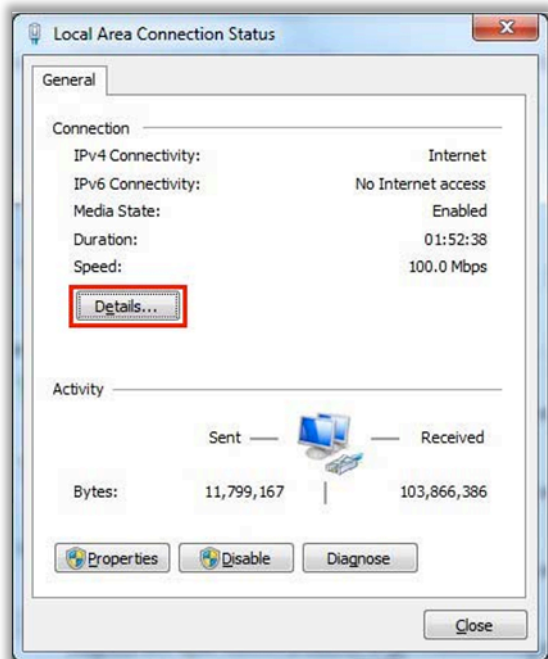 Local Area Connection Status
General
Connection
IPv4 Connectivity: Internet
IPv6 Connectivity: No Internet access
Media State: Enabled
Duration: 01:52:38
Speed: 100.0 Mbps
Details...
Activity
Sent Received
Bytes: 11,799,167 103,866,386
Properties Disable Diagnose
Close